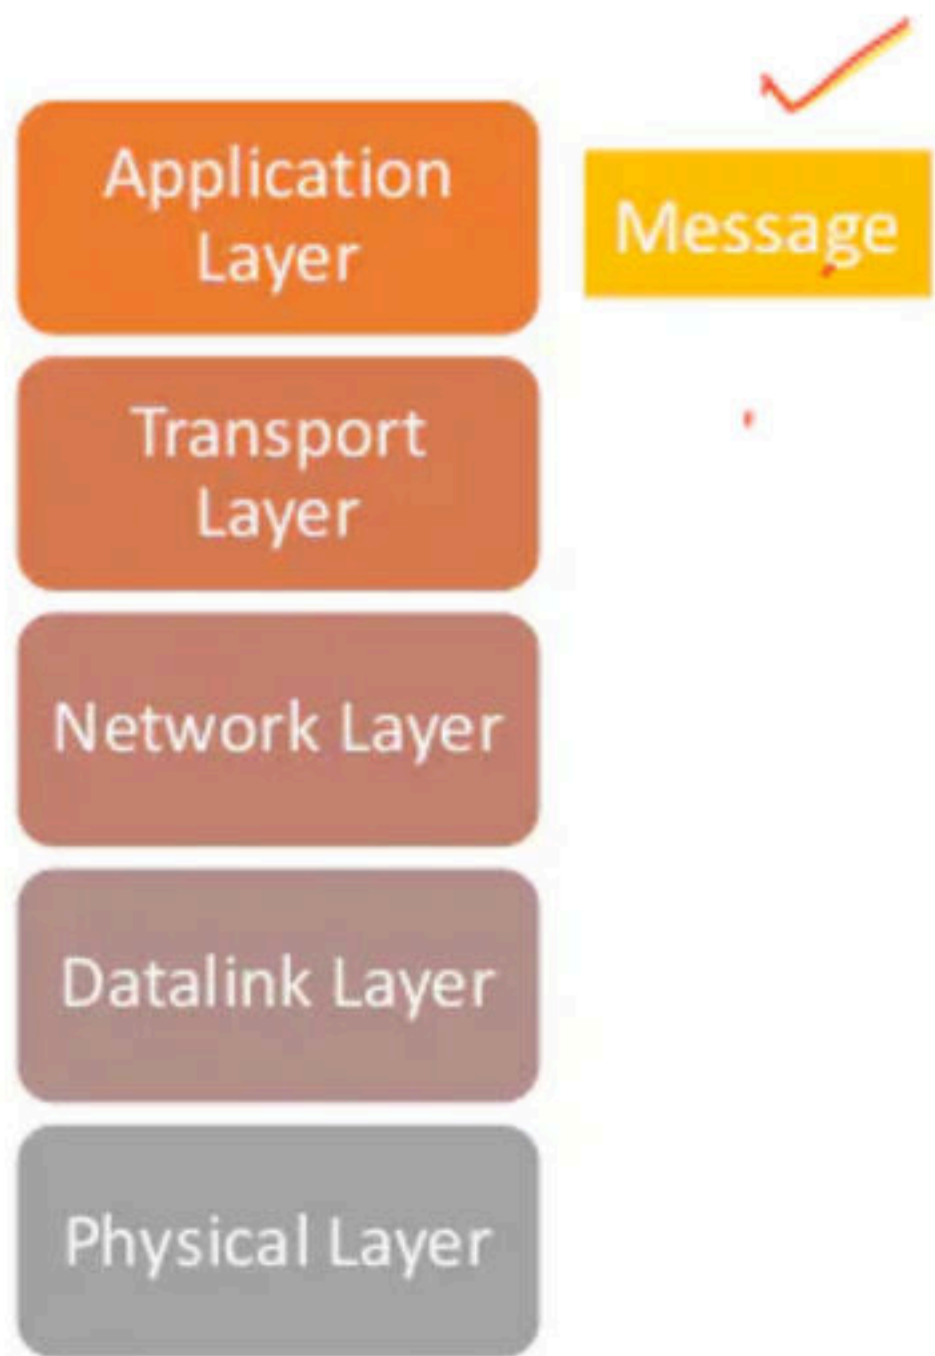 Application
Layer
Message
Transport
Layer
Network Layer
Datalink Layer
Physical Layer